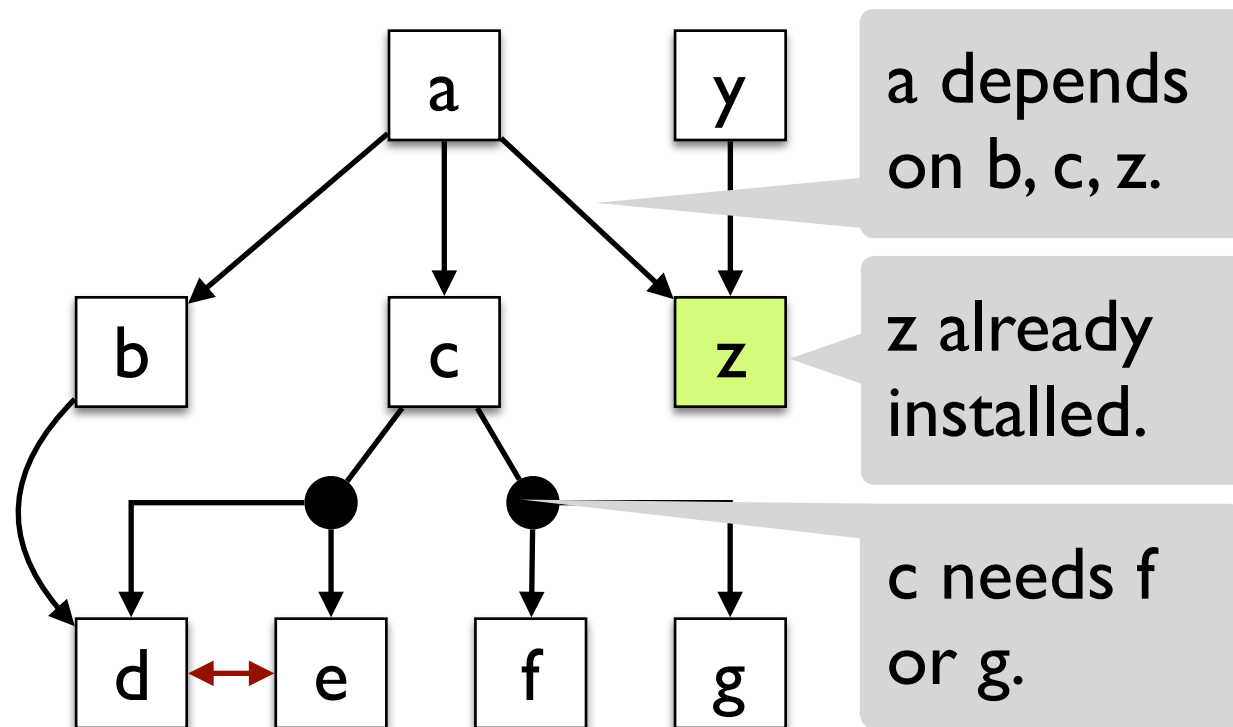 a
y
a depends
on b, c, z.
b
c
z
z already
installed.
d
e
f
g
c needs f
or g.